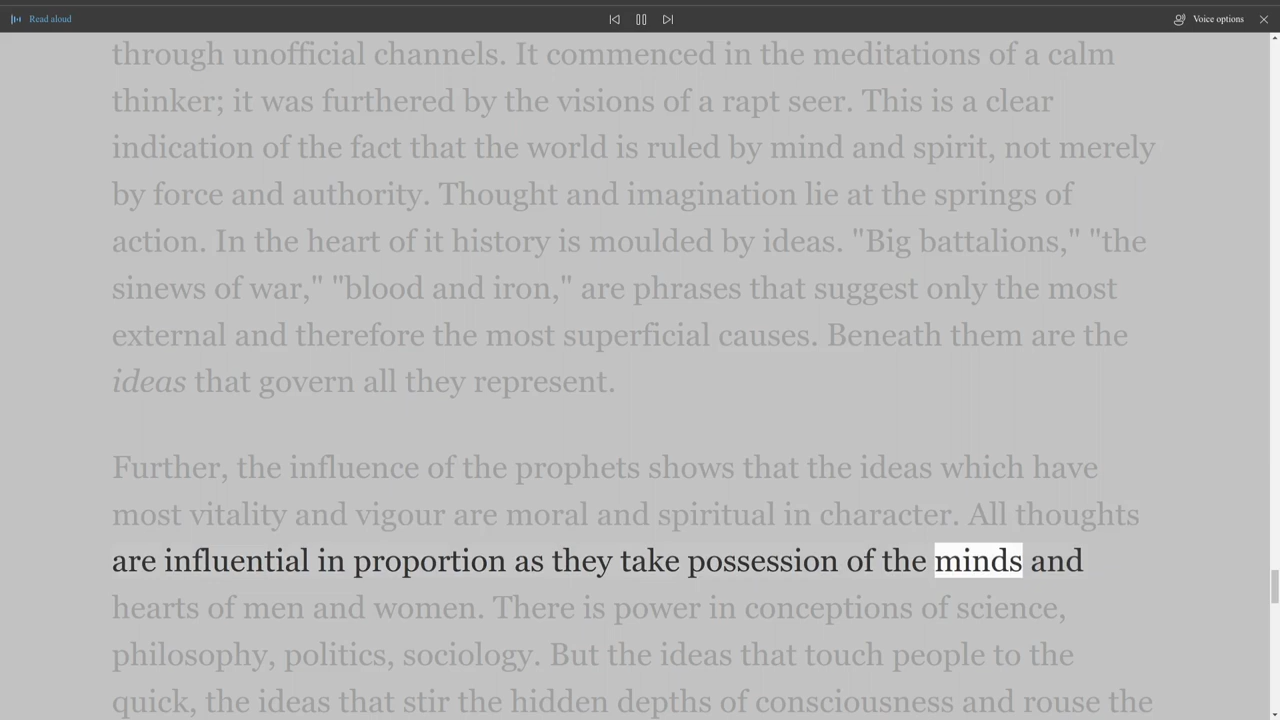 Read aloud
Voice options
through unofficial channels. It commenced in the meditations of a calm
thinker; it was furthered by the visions of a rapt seer. This is a clear
indication of the fact that the world is ruled by mind and spirit, not merely
by force and authority. Thought and imagination lie at the springs of
action. In the heart of it history is moulded by ideas. "Big battalions," "the
sinews of war," "blood and iron," are phrases that suggest only the most
external and therefore the most superficial causes. Beneath them are the
ideas that govern all they represent.
Further, the influence of the prophets shows that the ideas which have
most vitality and vigour are moral and spiritual in character. All thoughts
are influential in proportion as they take possession of the minds and
hearts of men and women. There is power in conceptions of science,
philosophy, politics, sociology. But the ideas that touch people to the
quick, the ideas that stir the hidden depths of consciousness and rouse the